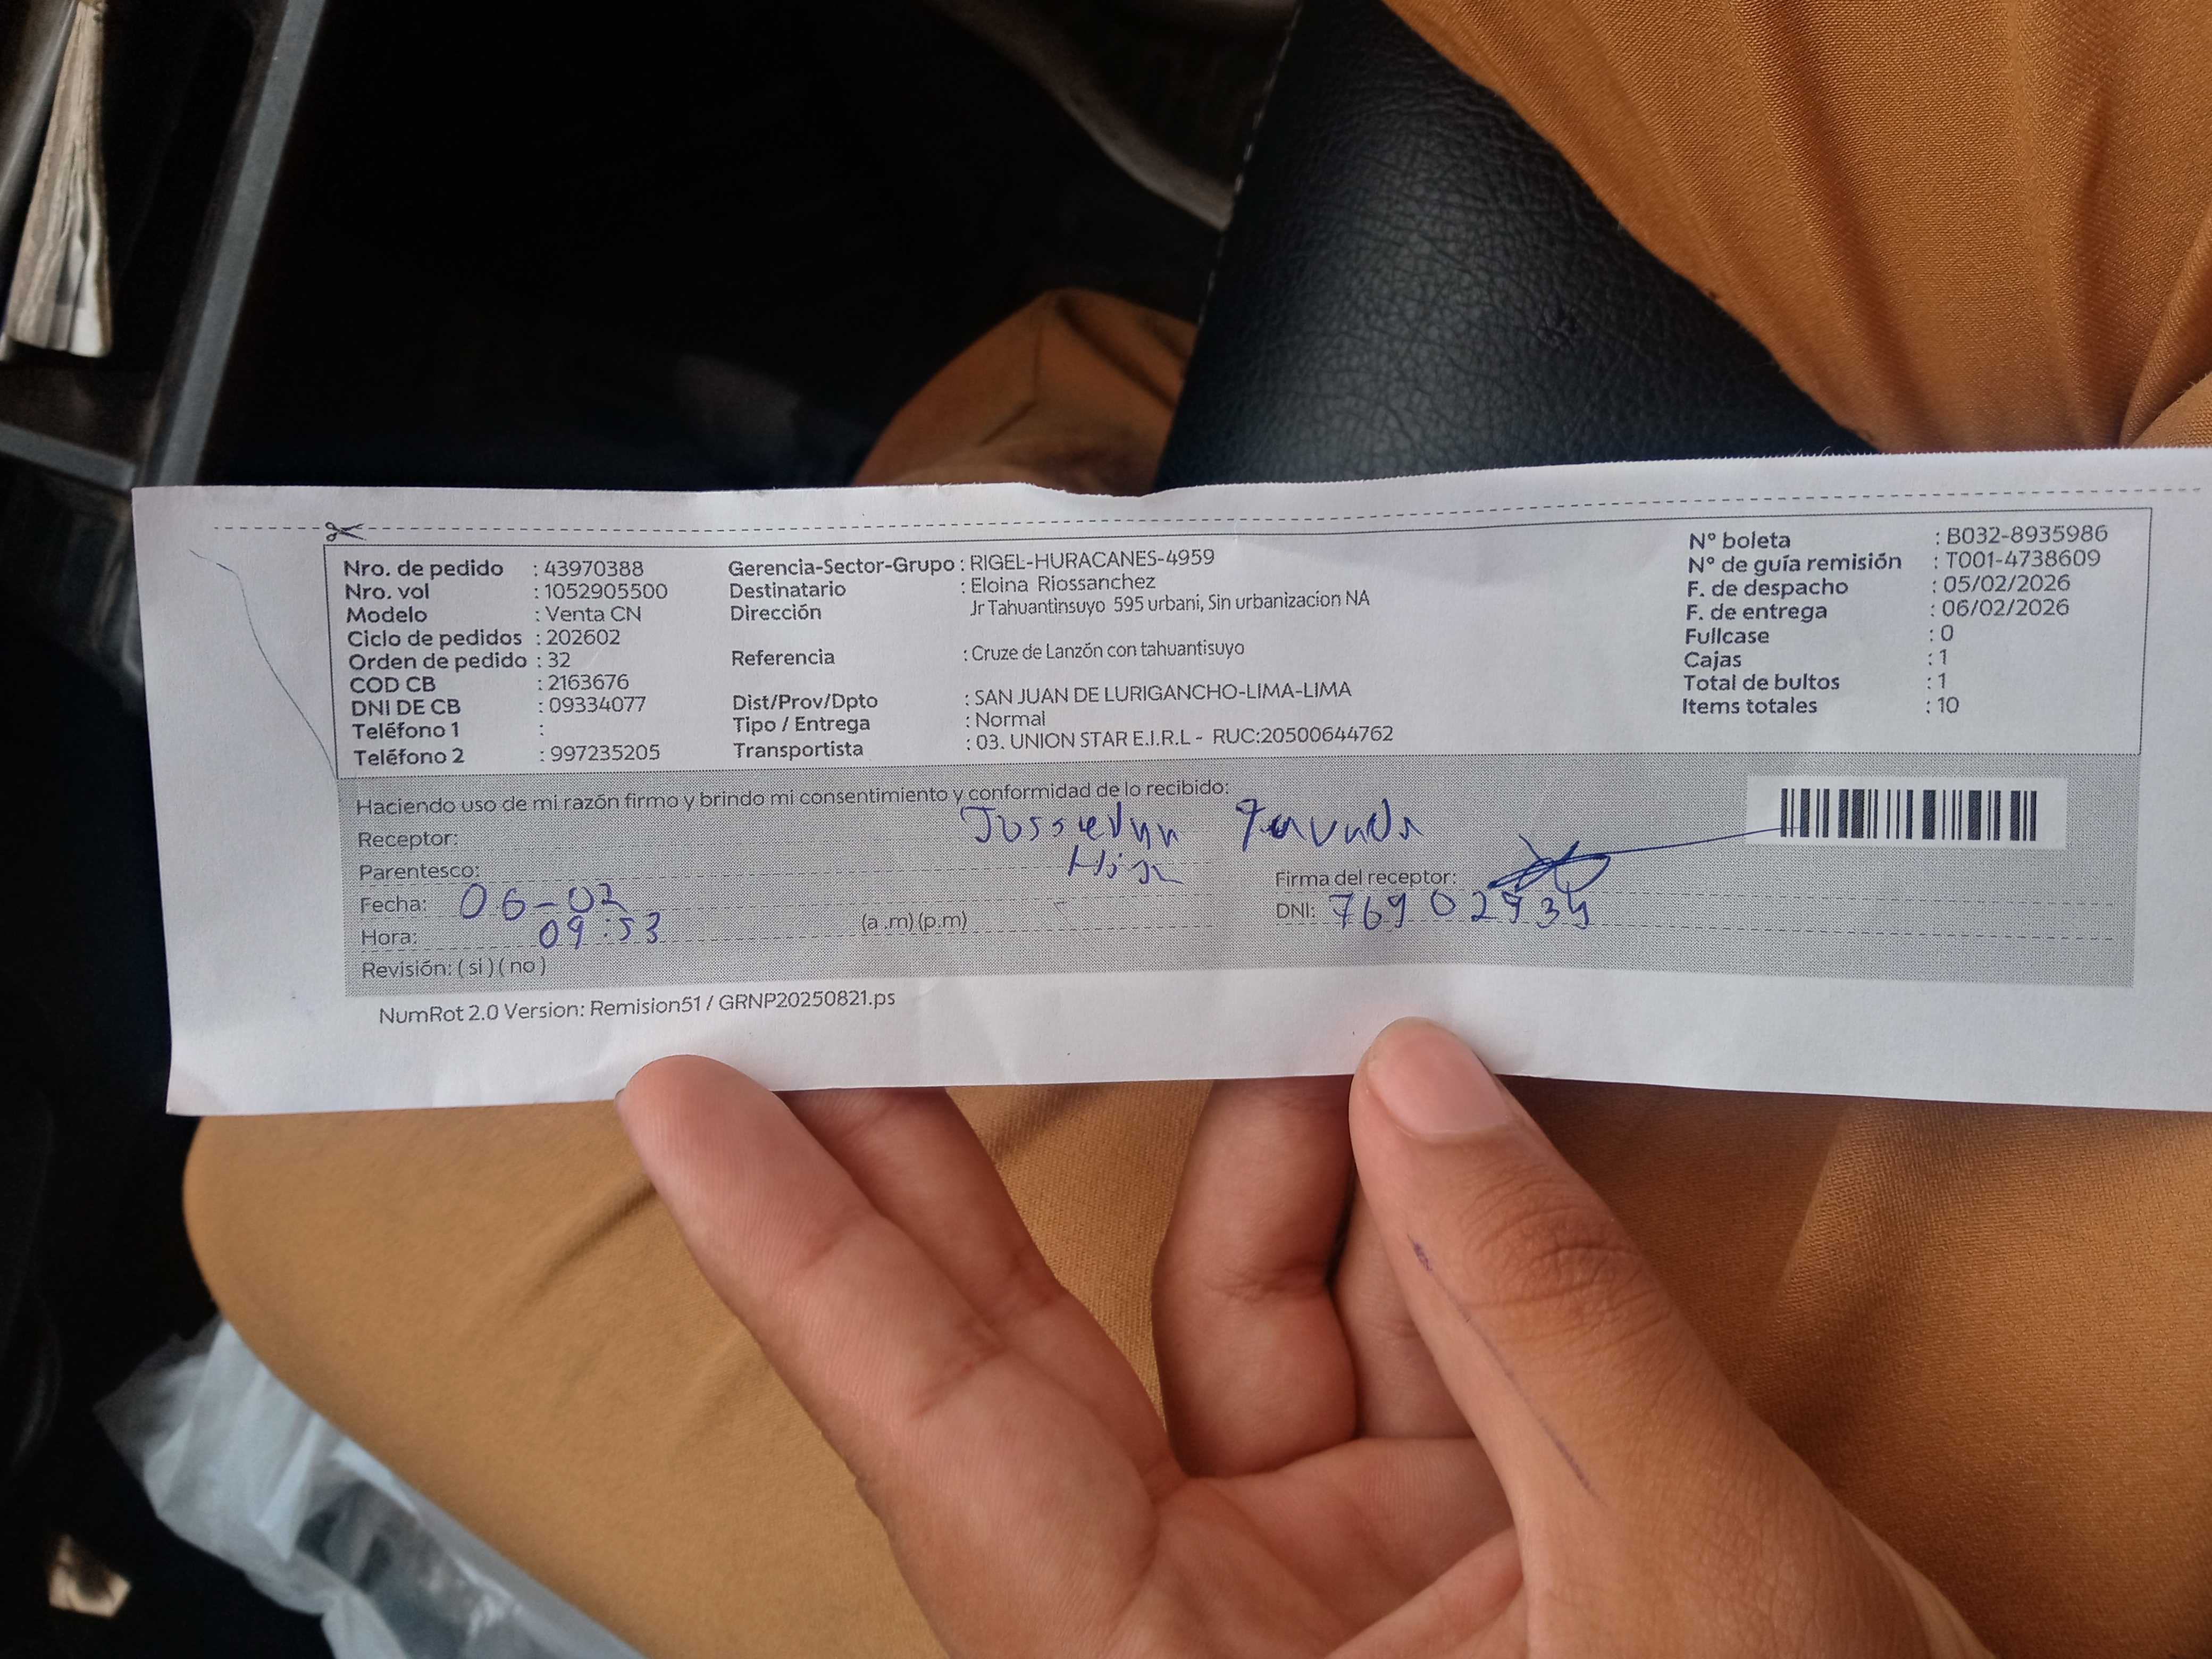 Nro. de pedido : 43970388
Nro. vol : 1052905500
Modelo : Venta CN
Ciclo de pedidos : 202602
Orden de pedido : 32
COD CB : 2163676
DNI DE CB : 09334077
Teléfono 1 :
Teléfono 2 : 997235205
Gerencia-Sector-Grupo : RIGEL-HURACANES-4959
Destinatario : Eloina Riossanchez
Dirección Jr Tahuantinsuyo 595 urbani, Sin urbanizacion NA
Referencia : Cruze de Lanzón con tahuantisuyo
Dist/Prov/Dpto : SAN JUAN DE LURIGANCHO-LIMA-LIMA
Tipo / Entrega : Normal
Transportista : 03. UNION STAR E.I.R.L - RUC:20500644762
N° boleta : B032-8935986
N° de guía remisión : T001-4738609
F. de despacho : 05/02/2026
F. de entrega : 06/02/2026
Fullcase : 0
Cajas : 1
Total de bultos : 1
Items totales : 10
Haciendo uso de mi razón firmo y brindo mi consentimiento y conformidad de lo recibido:
Receptor:
Parentesco: Hija
Fecha: 06-02
Hora: 09:53 (a .m) (p.m)
Revisión: ( si ) ( no )
Firma del receptor:
DNI:
NumRot 2.0 Version: Remision51 / GRNP20250821.ps